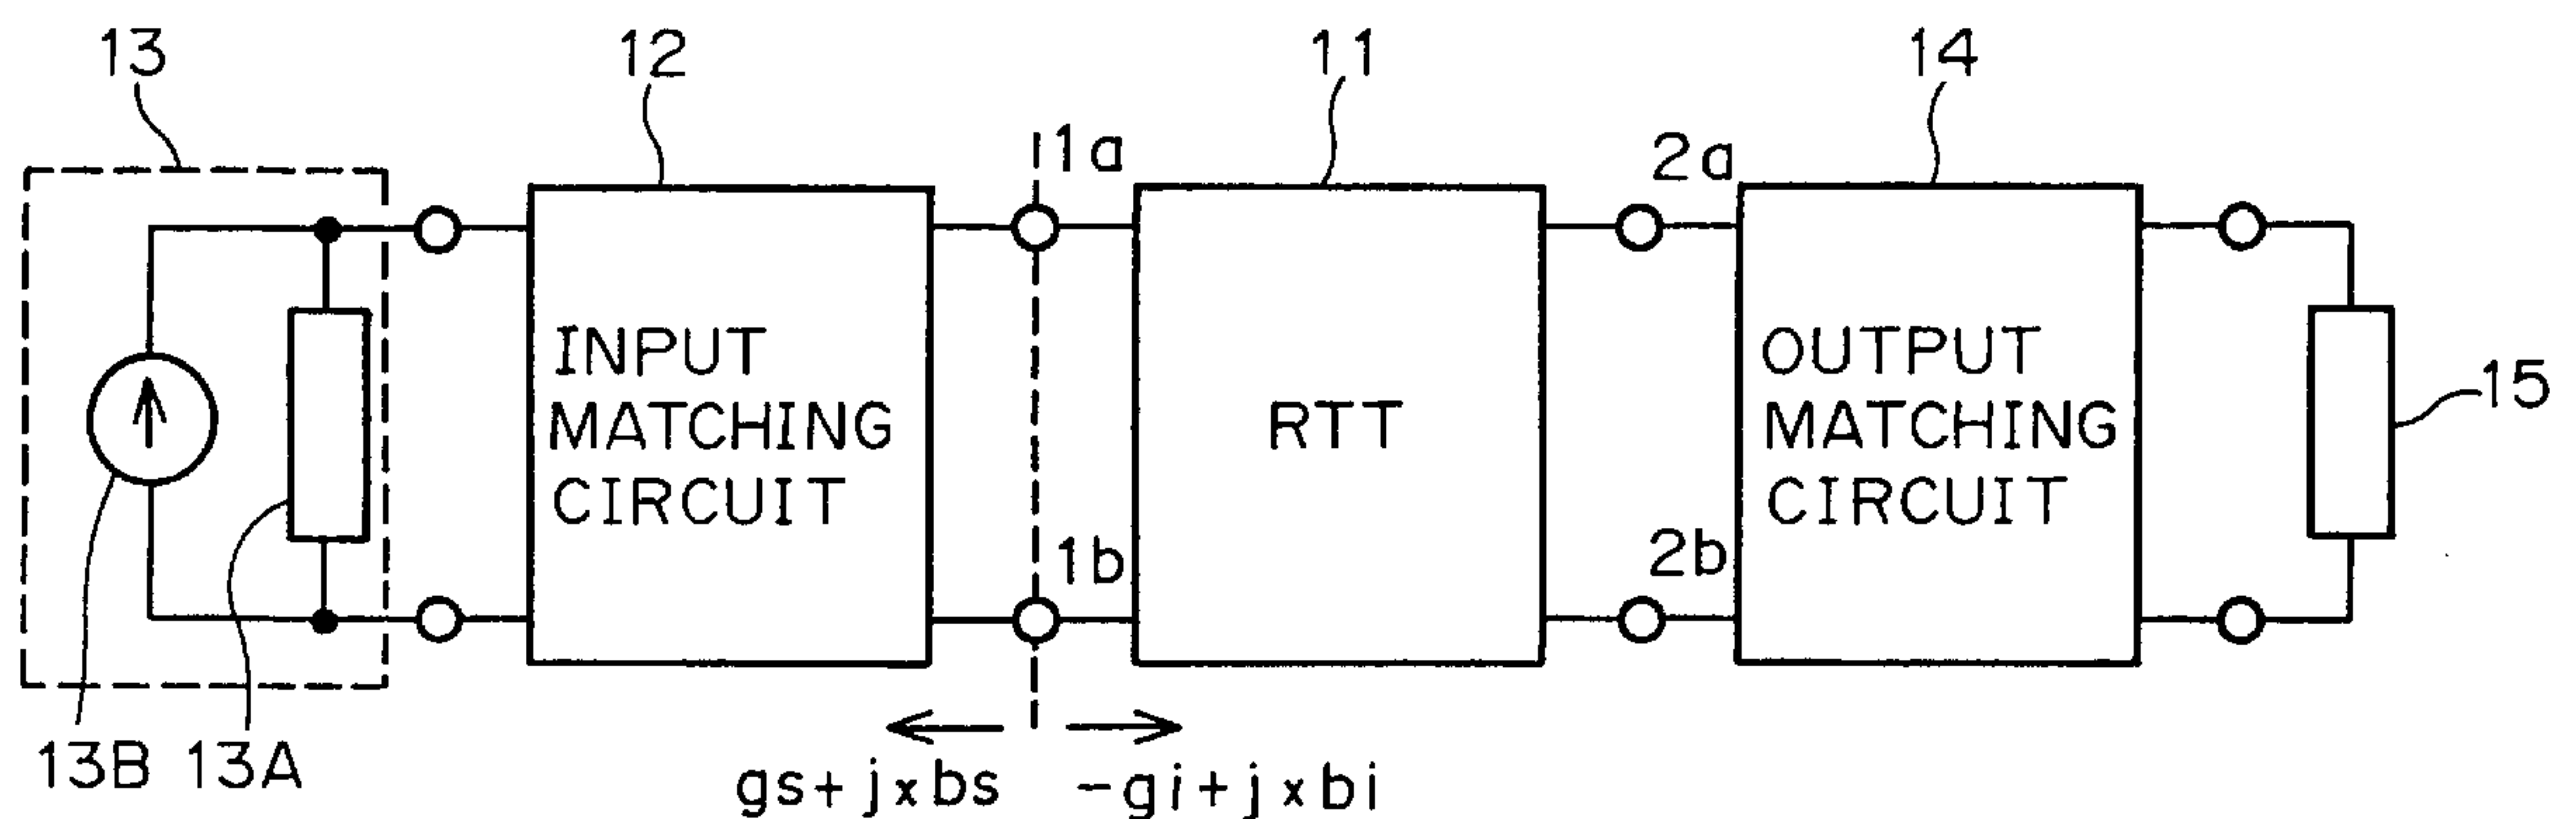 13
12
11
14
1a
2a
INPUT
MATCHING
CIRCUIT
RTT
OUTPUT
MATCHING
CIRCUIT
15
1b
2b
13B
13A
gs+j×bs
-gi+j×bi